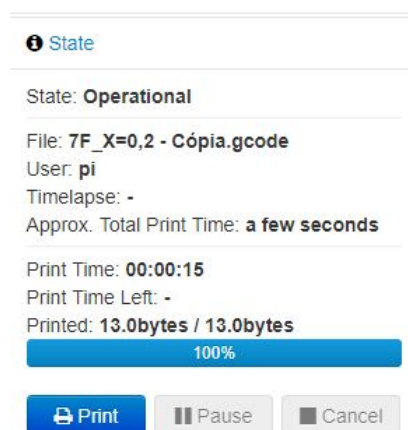 State
State: Operational
File: 7F_X=0,2 - Cópia.gcode
User: pi
Timelapse: -
Approx. Total Print Time: a few seconds
Print Time: 00:00:15
Print Time Left: -
Printed: 13.0bytes / 13.0bytes
100%
Print Pause Cancel